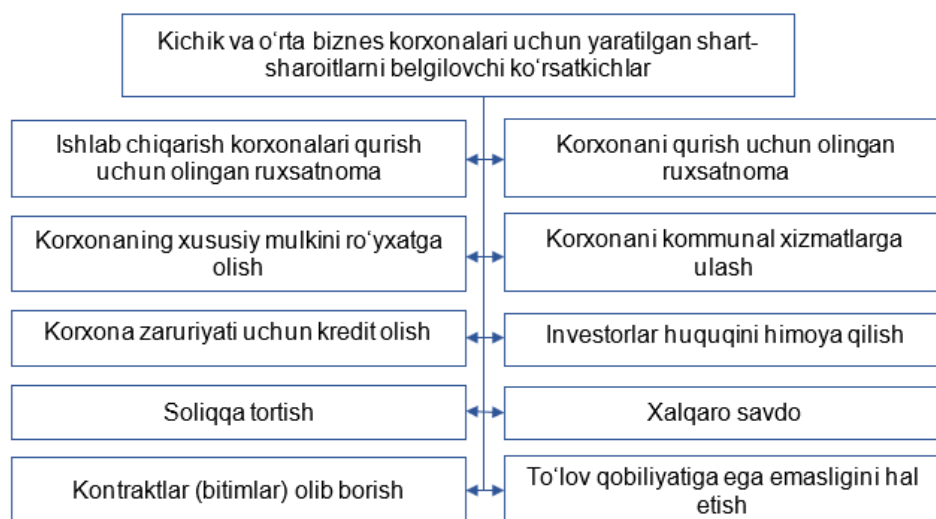 Kichik va oʻrta biznes korxonalari uchun yaratilgan shart-
sharoitlarni belgilovchi koʻrsatkichlar
Ishlab chiqarish korxonalari qurish
uchun olingan ruxsatnoma
Korxonani qurish uchun olingan
ruxsatnoma
Korxonaning xususiy mulkini roʻyxatga
olish
Korxonani kommunal xizmatlarga
ulash
Korxona zaruriyati uchun kredit olish
Investorlar huquqini himoya qilish
Soliqqa tortish
Xalqaro savdo
Kontraktlar (bitimlar) olib borish
Toʻlov qobiliyatiga ega emasligini hal
etish